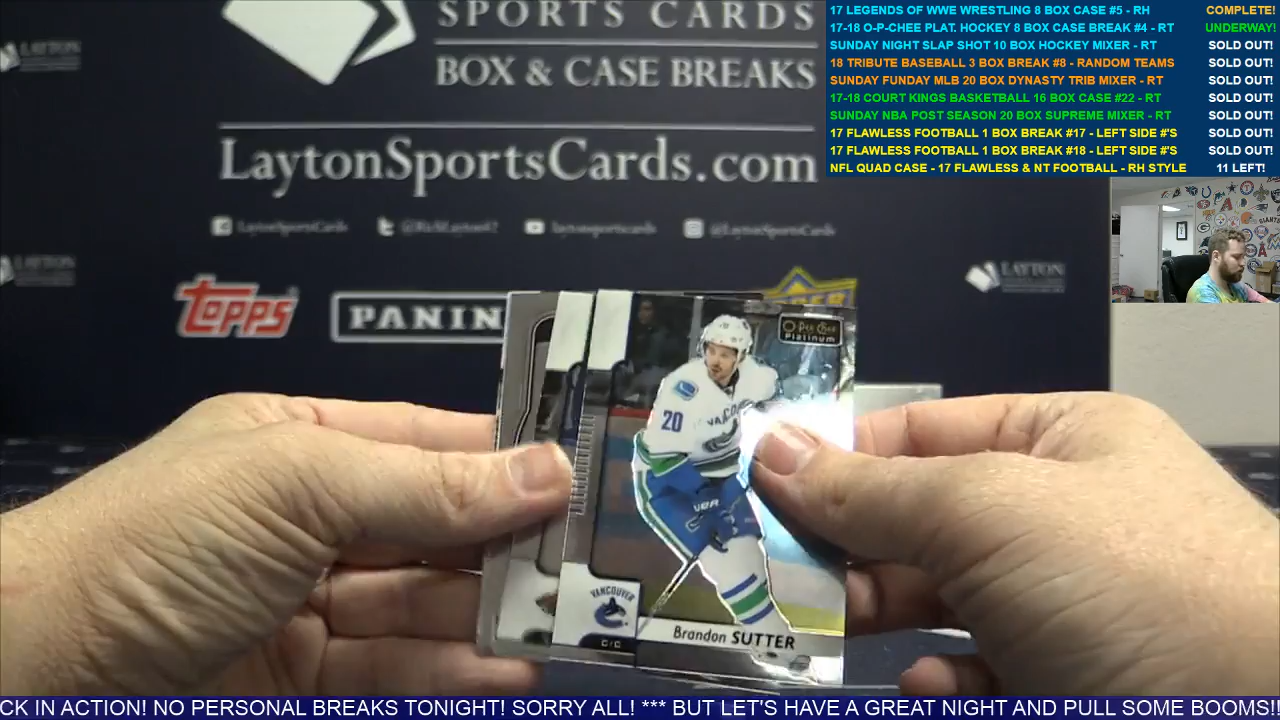 SPORTS CARDS
BOX & CASE BREAKS
LaytonSportsCards.com
LaytonSportsCards
@RichLayton17
laytonsportscards
@LaytonSportsCards
LAYTON
LAYTON
LAYTON
topps
PANINI
17 LEGENDS OF WWE WRESTLING 8 BOX CASE #5 - RH COMPLETE!
17-18 O-P-CHEE PLAT. HOCKEY 8 BOX CASE BREAK #4 - RT UNDERWAY!
SUNDAY NIGHT SLAP SHOT 10 BOX HOCKEY MIXER - RT SOLD OUT!
18 TRIBUTE BASEBALL 3 BOX BREAK #8 - RANDOM TEAMS SOLD OUT!
SUNDAY FUNDAY MLB 20 BOX DYNASTY TRIB MIXER - RT SOLD OUT!
17-18 COURT KINGS BASKETBALL 16 BOX CASE #22 - RT SOLD OUT!
SUNDAY NBA POST SEASON 20 BOX SUPREME MIXER - RT SOLD OUT!
17 FLAWLESS FOOTBALL 1 BOX BREAK #17 - LEFT SIDE #'S SOLD OUT!
17 FLAWLESS FOOTBALL 1 BOX BREAK #18 - LEFT SIDE #'S SOLD OUT!
NFL QUAD CASE - 17 FLAWLESS & NT FOOTBALL - RH STYLE 11 LEFT!
O Pee Chee
Platinum
20
VANCOUVER
C/C
Brandon SUTTER
CK IN ACTION! NO PERSONAL BREAKS TONIGHT! SORRY ALL! *** BUT LET'S HAVE A GREAT NIGHT AND PULL SOME BOOMS!!